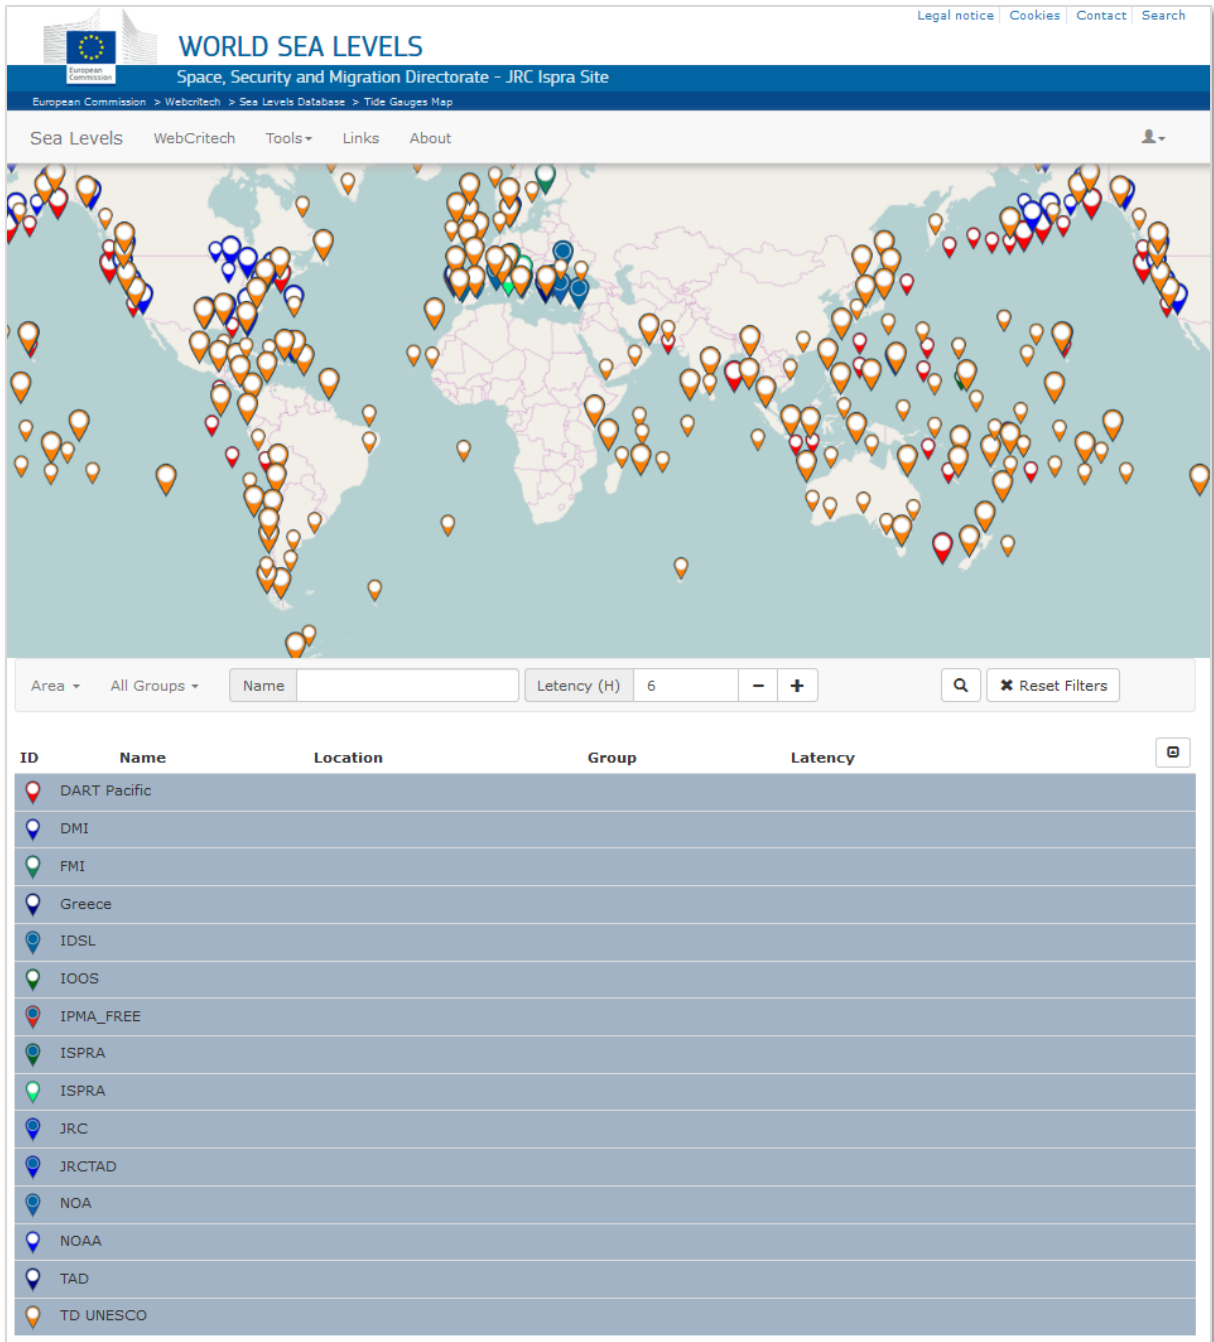 Legal notice Cookies Contact Search
European
Commission
WORLD SEA LEVELS
Space, Security and Migration Directorate - JRC Ispra Site
European Commission > Webcritech > Sea Levels Database > Tide Gauges Map
Sea Levels WebCritech Tools Links About
Area All Groups Name Letency (H) 6 − + Reset Filters
ID Name Location Group Latency
DART Pacific
DMI
FMI
Greece
IDSL
IOOS
IPMA_FREE
ISPRA
ISPRA
JRC
JRCTAD
NOA
NOAA
TAD
TD UNESCO